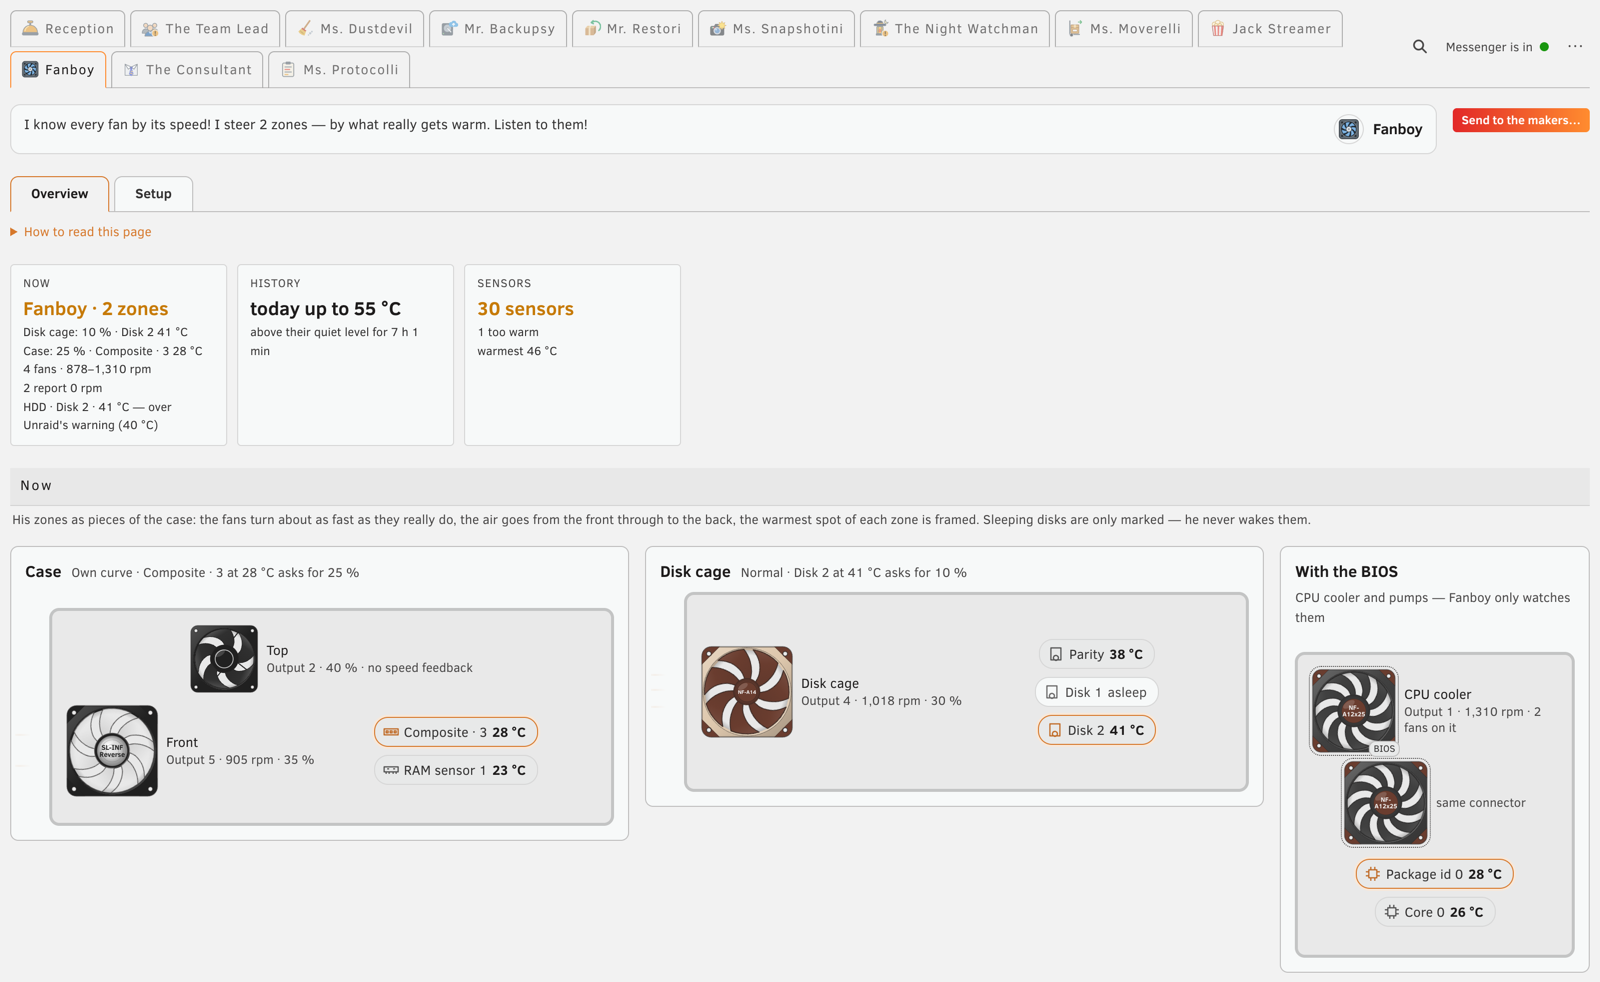 Reception
The Team Lead
Ms. Dustdevil
Mr. Backupsy
Mr. Restori
Ms. Snapshotini
The Night Watchman
Ms. Moverelli
Jack Streamer
Fanboy
The Consultant
Ms. Protocolli
Messenger is in
I know every fan by its speed! I steer 2 zones — by what really gets warm. Listen to them!
Fanboy
Send to the makers...
Overview
Setup
How to read this page
NOW
Fanboy · 2 zones
Disk cage: 10 % · Disk 2 41 °C
Case: 25 % · Composite · 3 28 °C
4 fans · 878–1,310 rpm
2 report 0 rpm
HDD · Disk 2 · 41 °C — over
Unraid's warning (40 °C)
HISTORY
today up to 55 °C
above their quiet level for 7 h 1
min
SENSORS
30 sensors
1 too warm
warmest 46 °C
Now
His zones as pieces of the case: the fans turn about as fast as they really do, the air goes from the front through to the back, the warmest spot of each zone is framed. Sleeping disks are only marked — he never wakes them.
Case Own curve · Composite · 3 at 28 °C asks for 25 %
Top
Output 2 · 40 % · no speed feedback
SL-INF
Reverse
Front
Output 5 · 905 rpm · 35 %
Composite · 3 28 °C
RAM sensor 1 23 °C
Disk cage Normal · Disk 2 at 41 °C asks for 10 %
NF-A14
Disk cage
Output 4 · 1,018 rpm · 30 %
Parity 38 °C
Disk 1 asleep
Disk 2 41 °C
With the BIOS
CPU cooler and pumps — Fanboy only watches
them
NF-
A12x25
BIOS
CPU cooler
Output 1 · 1,310 rpm · 2
fans on it
NF-
A12x25
same connector
Package id 0 28 °C
Core 0 26 °C